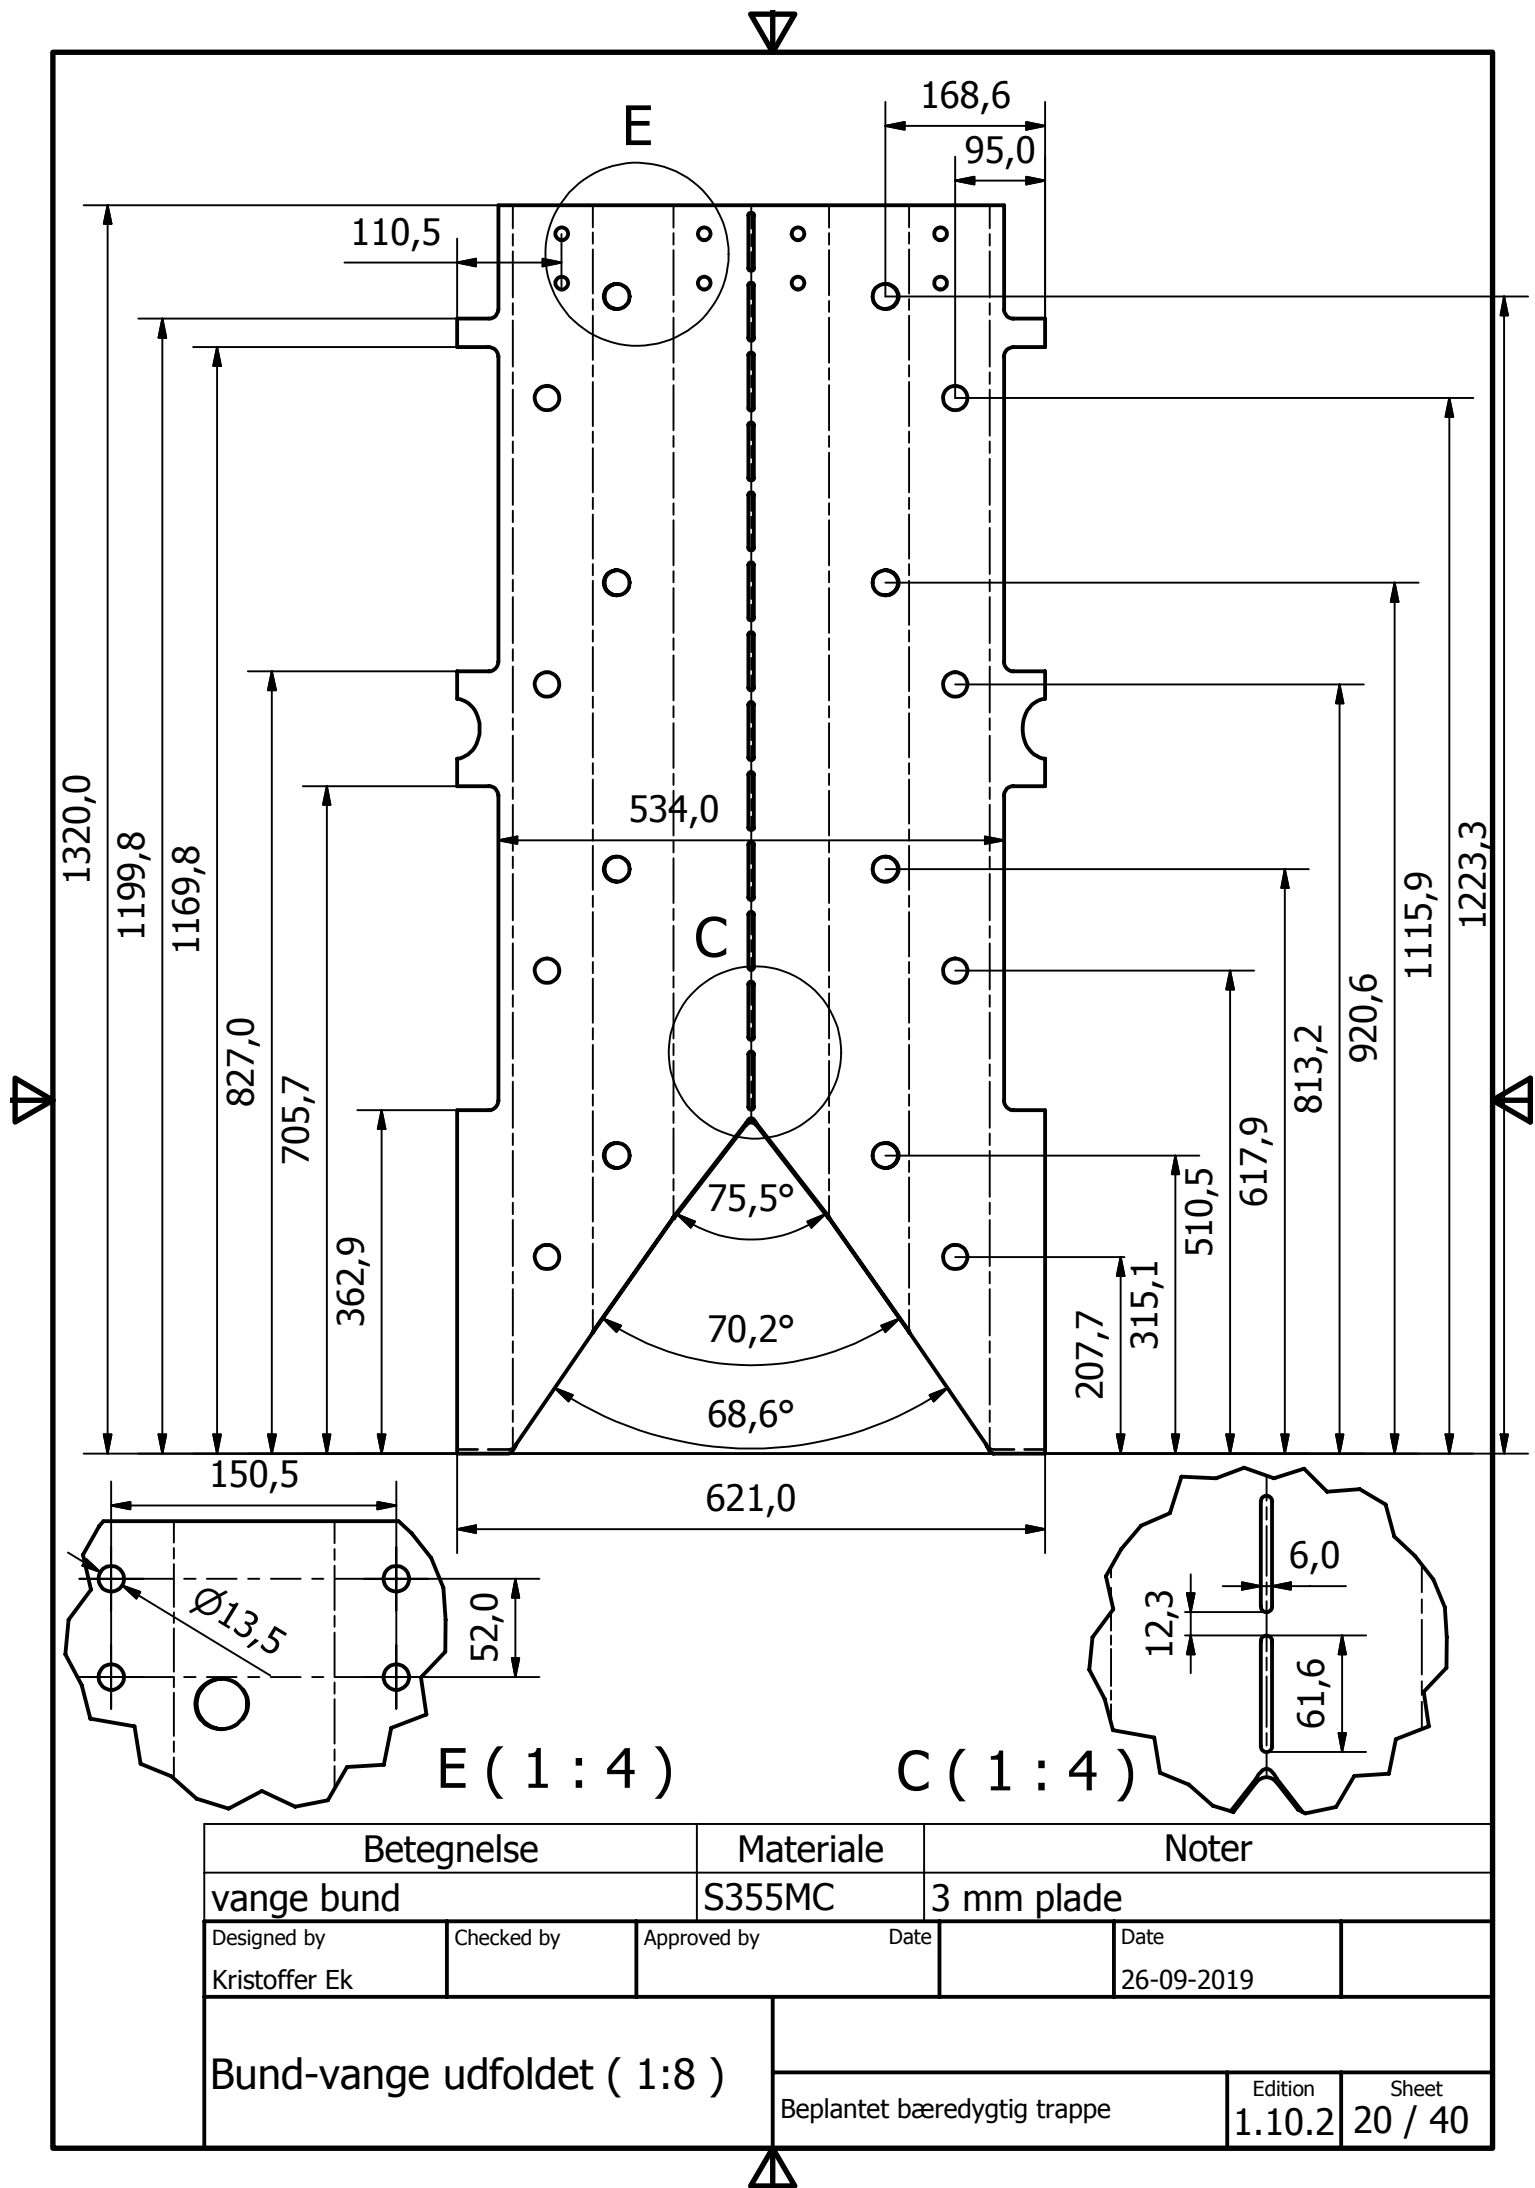 168,6
E
95,0
110,5
534,0
1320,0
1199,8
1169,8
827,0
705,7
362,9
C
1223,3
1115,9
920,6
813,2
617,9
510,5
315,1
207,7
75,5°
70,2°
68,6°
621,0
150,5
Ø13,5
52,0
E ( 1 : 4 )
6,0
12,3
61,6
C ( 1 : 4 )
Betegnelse Materiale Noter
vange bund S355MC 3 mm plade
Designed by Checked by Approved by Date Date
Kristoffer Ek 26-09-2019
Bund-vange udfoldet ( 1:8 )
Beplantet bæredygtig trappe
Edition Sheet
1.10.2 20 / 40